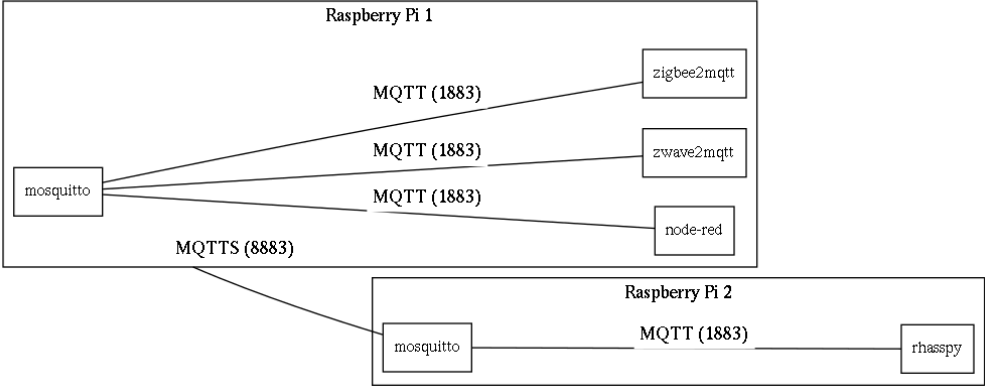 Raspberry Pi 1
zigbee2mqtt
MQTT (1883)
MQTT (1883)
zwave2mqtt
mosquitto
MQTT (1883)
node-red
MQTTS (8883)
Raspberry Pi 2
MQTT (1883)
mosquitto
rhasspy